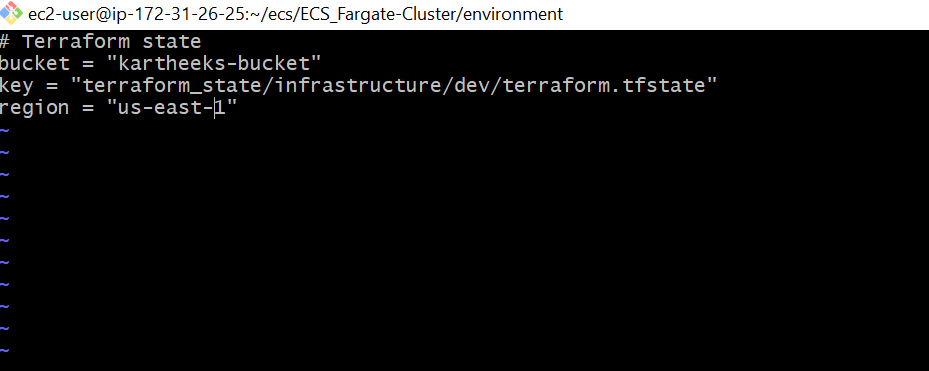 ec2-user@ip-172-31-26-25:~/ecs/ECS_Fargate-Cluster/environment
# Terraform state
bucket = "kartheeks-bucket"
key = "terraform_state/infrastructure/dev/terraform.tfstate"
region = "us-east-1"
~
~
~
~
~
~
~
~
~
~
~